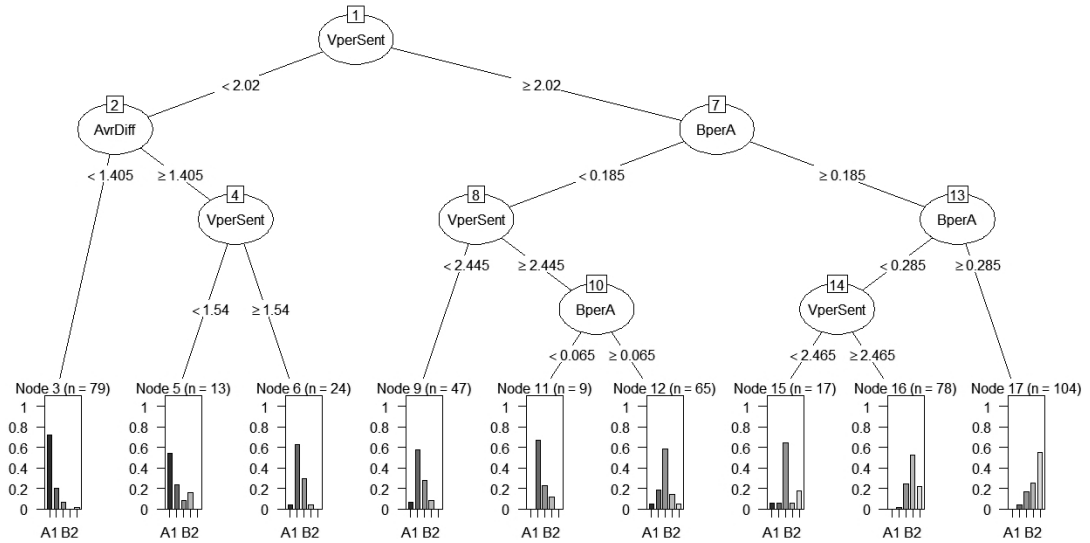 1
VperSent
< 2.02
≥ 2.02
2
AvrDiff
7
BperA
< 1.405
≥ 1.405
< 0.185
≥ 0.185
4
VperSent
8
VperSent
13
BperA
< 2.445
≥ 2.445
< 0.285
≥ 0.285
10
BperA
14
VperSent
< 1.54
≥ 1.54
< 0.065
≥ 0.065
< 2.465
≥ 2.465
Node 3 (n = 79)
Node 5 (n = 13)
Node 6 (n = 24)
Node 9 (n = 47)
Node 11 (n = 9)
Node 12 (n = 65)
Node 15 (n = 17)
Node 16 (n = 78)
Node 17 (n = 104)
1 1 1 1 1 1 1 1 1
0.8 0.8 0.8 0.8 0.8 0.8 0.8 0.8 0.8
0.6 0.6 0.6 0.6 0.6 0.6 0.6 0.6 0.6
0.4 0.4 0.4 0.4 0.4 0.4 0.4 0.4 0.4
0.2 0.2 0.2 0.2 0.2 0.2 0.2 0.2 0.2
0 0 0 0 0 0 0 0 0
A1 B2 A1 B2 A1 B2 A1 B2 A1 B2 A1 B2 A1 B2 A1 B2 A1 B2